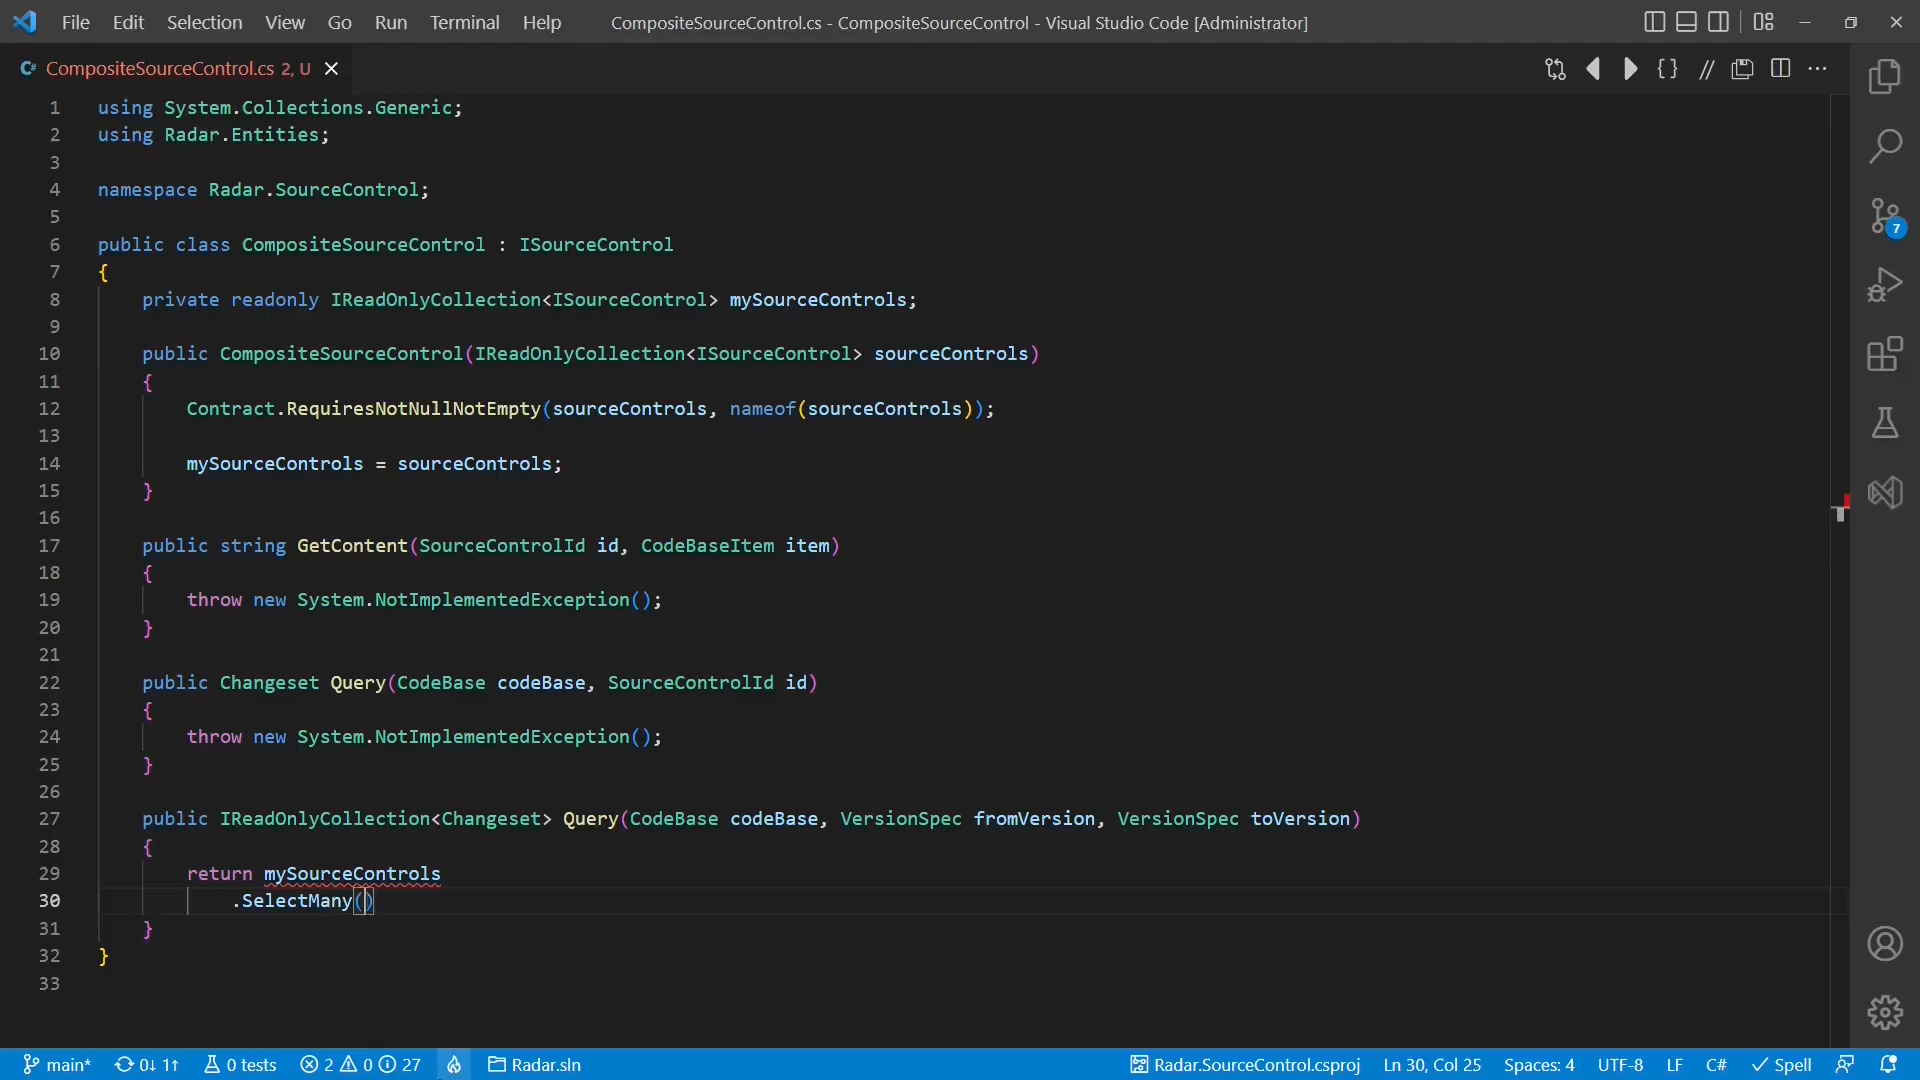 File Edit Selection View Go Run Terminal Help CompositeSourceControl.cs - CompositeSourceControl - Visual Studio Code [Administrator]
C# CompositeSourceControl.cs 2, U
1 using System.Collections.Generic;
2 using Radar.Entities;
3
4 namespace Radar.SourceControl;
5
6 public class CompositeSourceControl : ISourceControl
7 {
8 private readonly IReadOnlyCollection<ISourceControl> mySourceControls;
9
10 public CompositeSourceControl(IReadOnlyCollection<ISourceControl> sourceControls)
11 {
12 Contract.RequiresNotNullNotEmpty(sourceControls, nameof(sourceControls));
13
14 mySourceControls = sourceControls;
15 }
16
17 public string GetContent(SourceControlId id, CodeBaseItem item)
18 {
19 throw new System.NotImplementedException();
20 }
21
22 public Changeset Query(CodeBase codeBase, SourceControlId id)
23 {
24 throw new System.NotImplementedException();
25 }
26
27 public IReadOnlyCollection<Changeset> Query(CodeBase codeBase, VersionSpec fromVersion, VersionSpec toVersion)
28 {
29 return mySourceControls
30 .SelectMany()
31 }
32 }
33
7
main* 0↓ 1↑ 0 tests 2 0 27 Radar.sln Radar.SourceControl.csproj Ln 30, Col 25 Spaces: 4 UTF-8 LF C# Spell